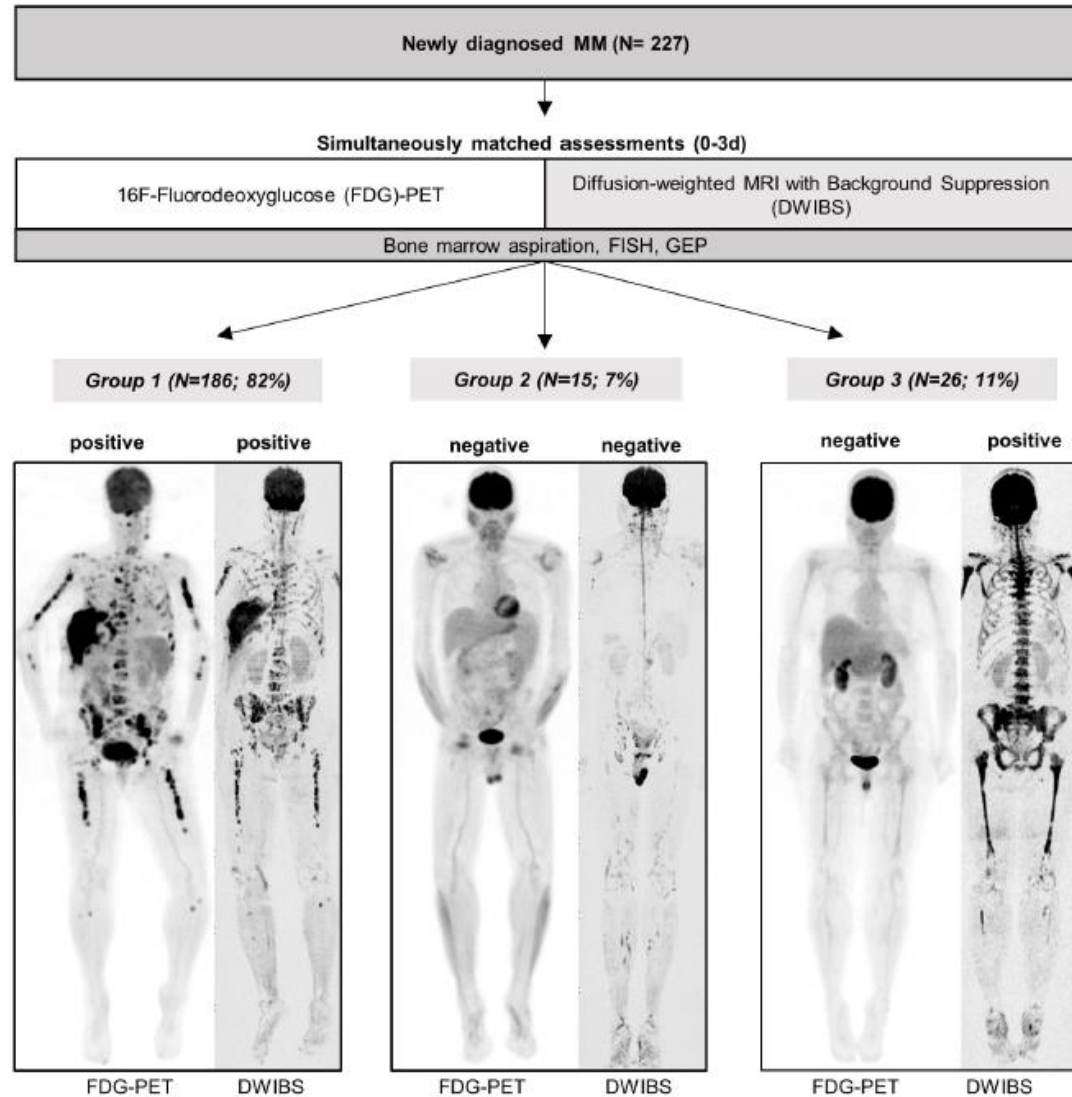 Newly diagnosed MM (N= 227)
Simultaneously matched assessments (0-3d)
16F-Fluorodeoxyglucose (FDG)-PET
Diffusion-weighted MRI with Background Suppression
(DWIBS)
Bone marrow aspiration, FISH, GEP
Group 1 (N=186; 82%)
Group 2 (N=15; 7%)
Group 3 (N=26; 11%)
positive positive
negative negative
negative positive
FDG-PET DWIBS
FDG-PET DWIBS
FDG-PET DWIBS